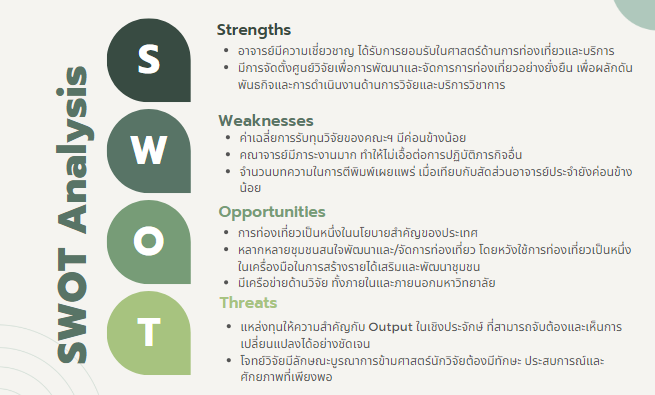 SWOT Analysis
S
Strengths
• อาจารย์มีความเชี่ยวชาญ ได้รับการยอมรับในศาสตร์ด้านการท่องเที่ยวและบริการ
• มีการจัดตั้งศูนย์วิจัยเพื่อการพัฒนาและจัดการการท่องเที่ยวอย่างยั่งยืน เพื่อผลักดัน
พันธกิจและการดำเนินงานด้านการวิจัยและบริการวิชาการ
W
Weaknesses
• ค่าเฉลี่ยการรับทุนวิจัยของคณะฯ มีค่อนข้างน้อย
• คณาจารย์มีภาระงานมาก ทำให้ไม่เอื้อต่อการปฏิบัติภารกิจอื่น
• จำนวนบทความในการตีพิมพ์เผยแพร่ เมื่อเทียบกับสัดส่วนอาจารย์ประจำยังค่อนข้าง
น้อย
O
Opportunities
• การท่องเที่ยวเป็นหนึ่งในนโยบายสำคัญของประเทศ
• หลากหลายชุมชนสนใจพัฒนาและ/จัดการท่องเที่ยว โดยหวังใช้การท่องเที่ยวเป็นหนึ่ง
ในเครื่องมือในการสร้างรายได้เสริมและพัฒนาชุมชน
• มีเครือข่ายด้านวิจัย ทั้งภายในและภายนอกมหาวิทยาลัย
T
Threats
• แหล่งทุนให้ความสำคัญกับ Output ในเชิงประจักษ์ ที่สามารถจับต้องและเห็นการ
เปลี่ยนแปลงได้อย่างชัดเจน
• โจทย์วิจัยมีลักษณะบูรณาการข้ามศาสตร์นักวิจัยต้องมีทักษะ ประสบการณ์และ
ศักยภาพที่เพียงพอ